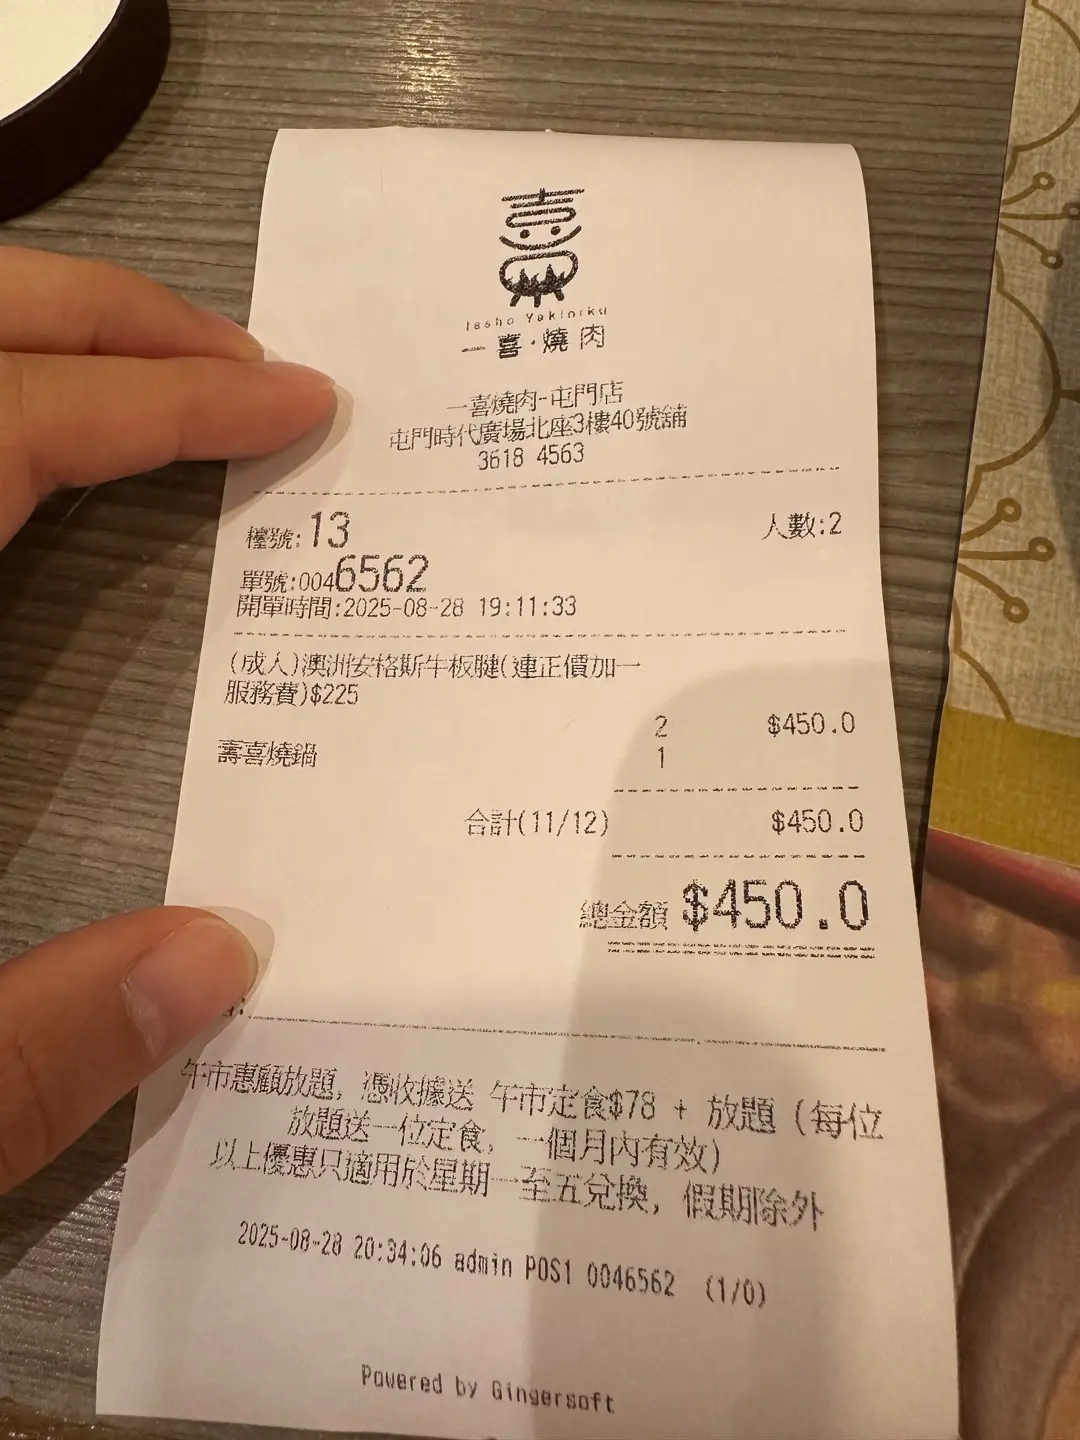 Issho Yakiniku
一喜·燒肉
一喜燒肉-屯門店
屯門時代廣場北座3樓40號舖
3618 4563
檯號:13 人數:2
單號:0046562
開單時間:2025-08-28 19:11:33
(成人)澳洲安格斯牛板腱(連正價加一
服務費)$225
2 $450.0
壽喜燒鍋 1
合計(11/12) $450.0
總金額 $450.0
午市惠顧放題, 憑收據送 午市定食$78 + 放題 (每位
放題送一位定食, 一個月內有效)
以上優惠只適用於星期一至五兌換, 假期除外
2025-08-28 20:34:06 admin POS1 0046562 (1/0)
Powered by Gingersoft